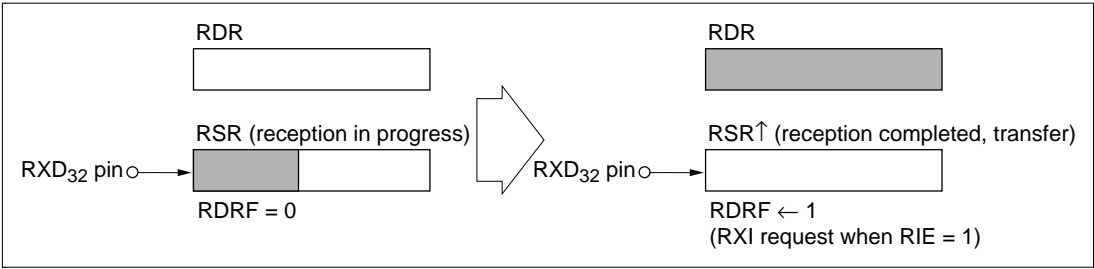 RDR
RSR (reception in progress)
RXD32 pin
RDRF = 0
RDR
RSR↑ (reception completed, transfer)
RXD32 pin
RDRF ← 1
(RXI request when RIE = 1)